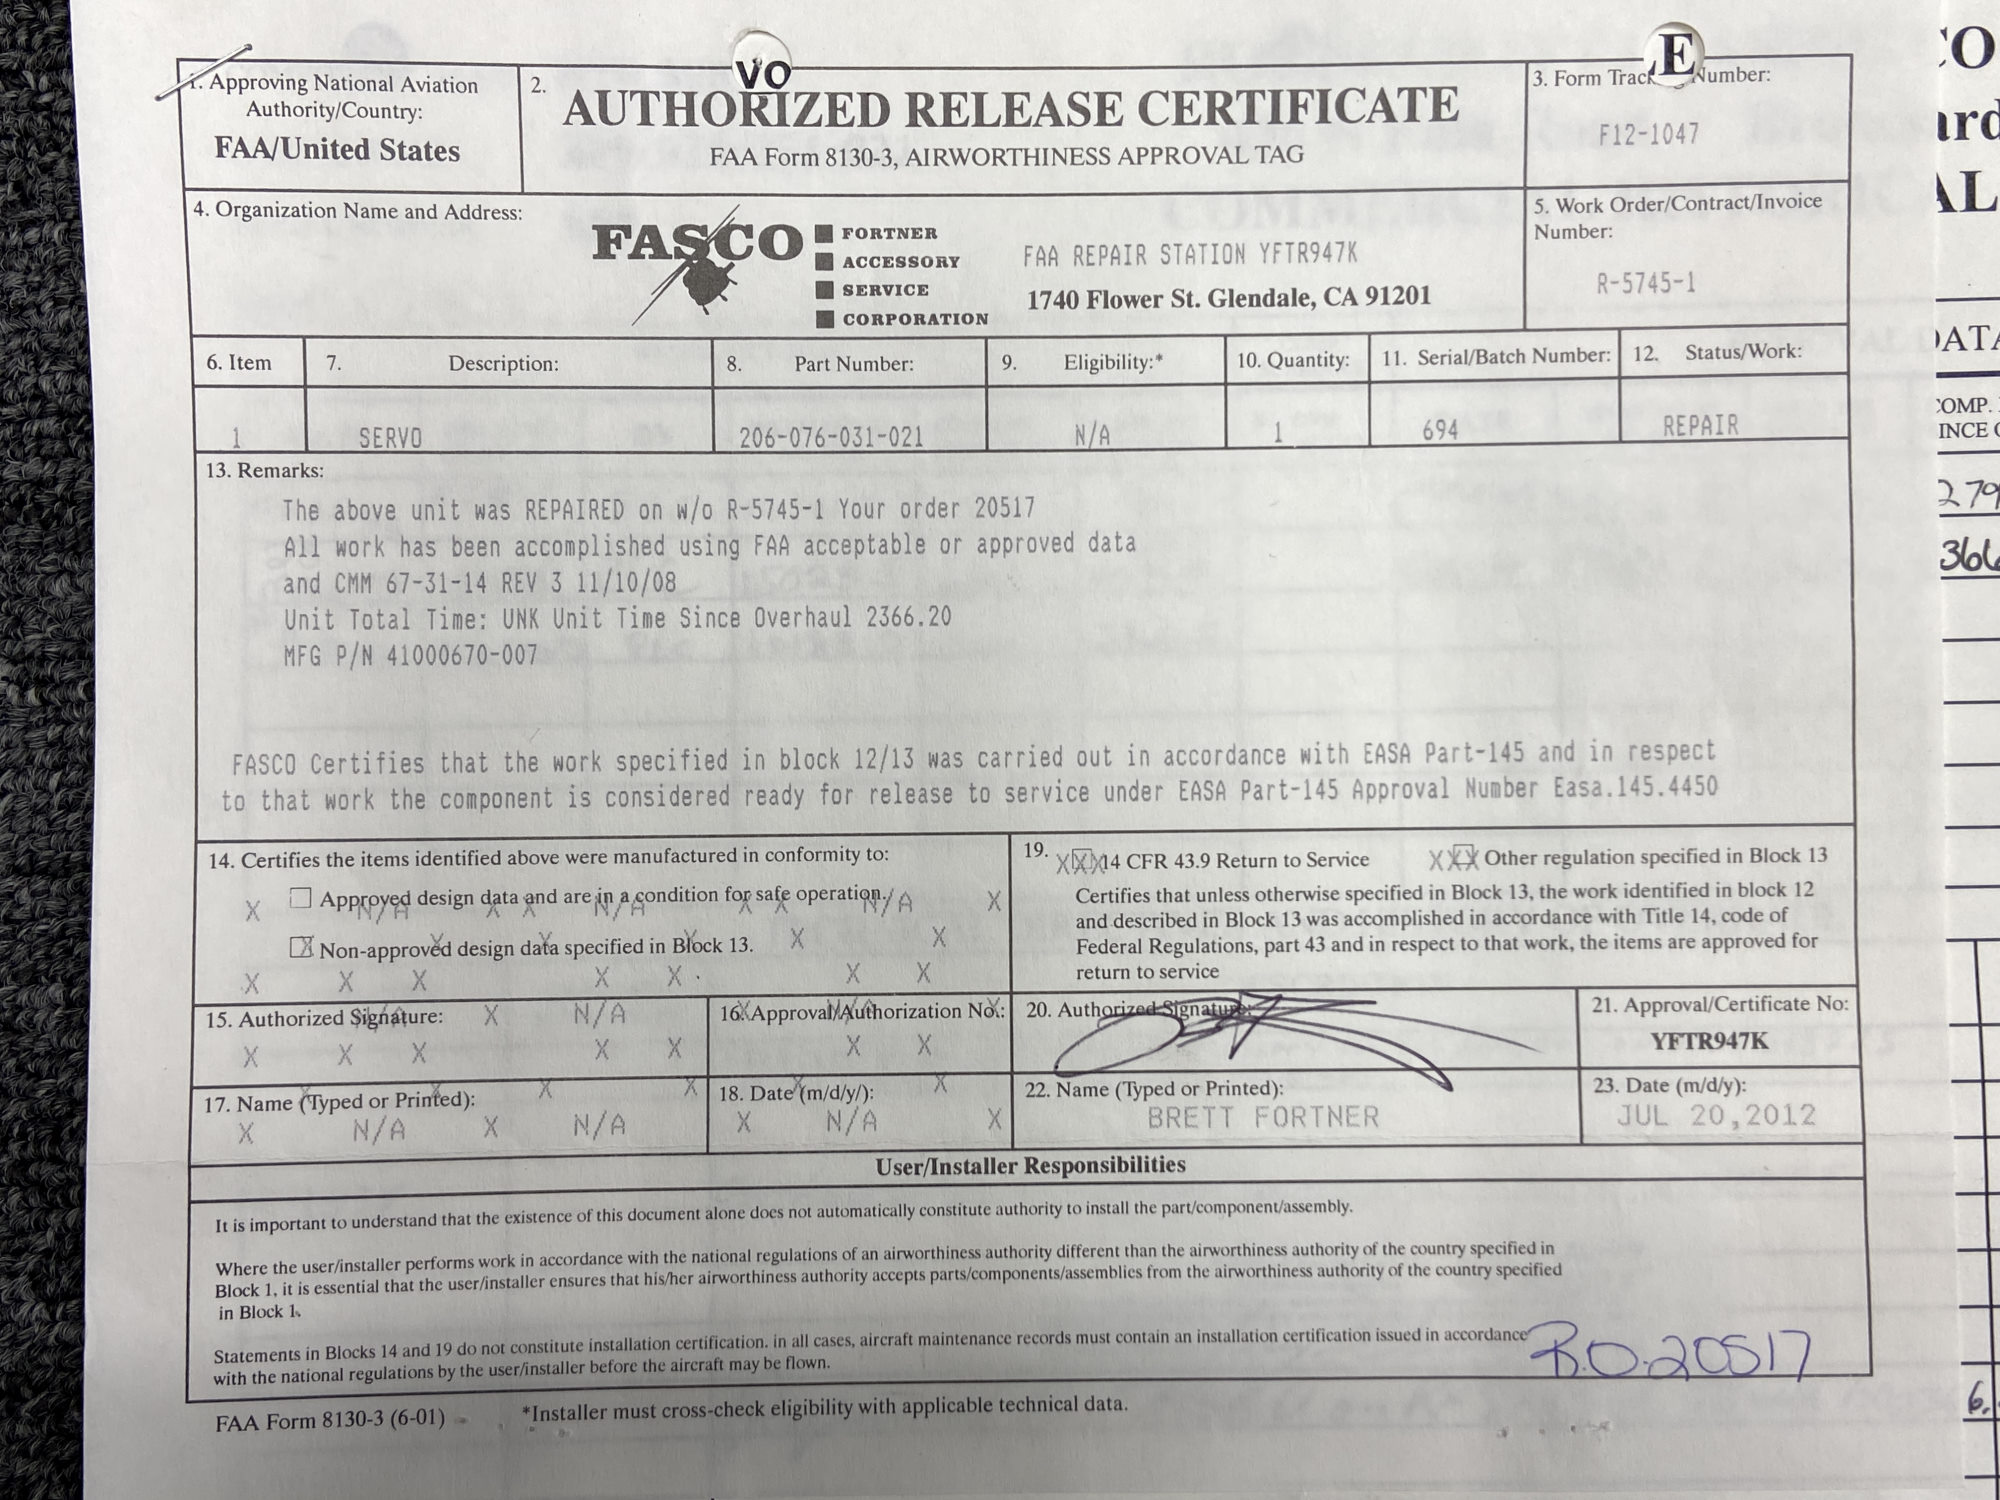 VO
E
1. Approving National Aviation
Authority/Country:
FAA/United States
2.
AUTHORIZED RELEASE CERTIFICATE
FAA Form 8130-3, AIRWORTHINESS APPROVAL TAG
3. Form Trac Number:
F12-1047
4. Organization Name and Address:
FASCO
FORTNER
ACCESSORY
SERVICE
CORPORATION
FAA REPAIR STATION YFTR947K
1740 Flower St. Glendale, CA 91201
5. Work Order/Contract/Invoice
Number:
R-5745-1
6. Item
7. Description:
8. Part Number:
9. Eligibility:*
10. Quantity:
11. Serial/Batch Number:
12. Status/Work:
1 SERVO 206-076-031-021 N/A 1 694 REPAIR
13. Remarks:
The above unit was REPAIRED on w/o R-5745-1 Your order 20517
All work has been accomplished using FAA acceptable or approved data
and CMM 67-31-14 REV 3 11/10/08
Unit Total Time: UNK Unit Time Since Overhaul 2366.20
MFG P/N 41000670-007
FASCO Certifies that the work specified in block 12/13 was carried out in accordance with EASA Part-145 and in respect
to that work the component is considered ready for release to service under EASA Part-145 Approval Number Easa.145.4450
14. Certifies the items identified above were manufactured in conformity to:
Approved design data and are in a condition for safe operation.
X N/A X X N/A X X N/A X
Non-approved design data specified in Block 13.
X X X X X
X X X X X X X
19. XXX 14 CFR 43.9 Return to Service XXX Other regulation specified in Block 13
Certifies that unless otherwise specified in Block 13, the work identified in block 12
and described in Block 13 was accomplished in accordance with Title 14, code of
Federal Regulations, part 43 and in respect to that work, the items are approved for
return to service
15. Authorized Signature:
N/A X N/A
X X X X X
16. Approval/Authorization No.:
X N/A X
X X
20. Authorized Signature:
21. Approval/Certificate No:
YFTR947K
17. Name (Typed or Printed):
X X X X
X N/A X N/A
18. Date (m/d/y/):
X X
X N/A X
22. Name (Typed or Printed):
BRETT FORTNER
23. Date (m/d/y):
JUL 20,2012
User/Installer Responsibilities
It is important to understand that the existence of this document alone does not automatically constitute authority to install the part/component/assembly.
Where the user/installer performs work in accordance with the national regulations of an airworthiness authority different than the airworthiness authority of the country specified in
Block 1, it is essential that the user/installer ensures that his/her airworthiness authority accepts parts/components/assemblies from the airworthiness authority of the country specified
in Block 1.
Statements in Blocks 14 and 19 do not constitute installation certification. in all cases, aircraft maintenance records must contain an installation certification issued in accordance
with the national regulations by the user/installer before the aircraft may be flown.
R.O. 20517
FAA Form 8130-3 (6-01)
*Installer must cross-check eligibility with applicable technical data.
CO
ard
AL
DATA
COMP.
INCE
279
366
6.